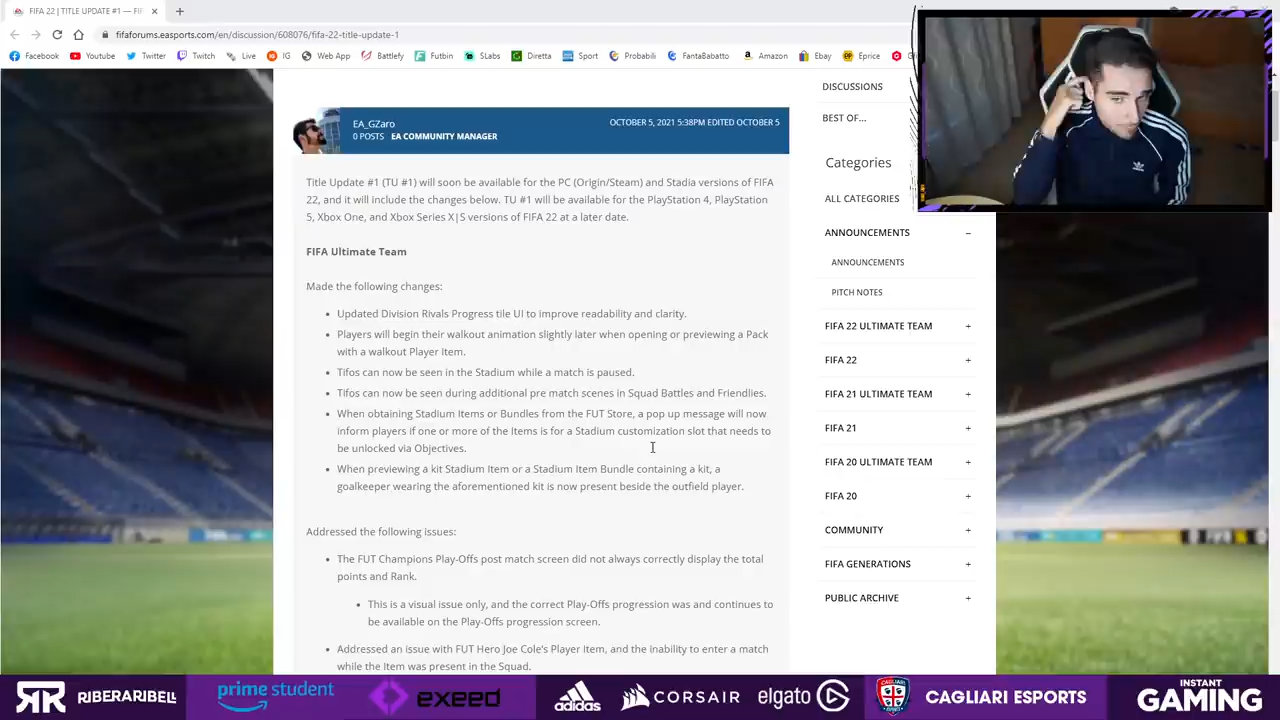 FIFA 22 | TITLE UPDATE #1 — FIF
fifaforums.easports.com/en/discussion/608076/fifa-22-title-update-1
Facebook Youtube Twitter Twitch Live IG Web App Battlefy Futbin SLabs Diretta Sport Probabili FantaBabatto Amazon Ebay Eprice
EA_GZaro
0 POSTS EA COMMUNITY MANAGER
OCTOBER 5, 2021 5:38PM EDITED OCTOBER 5
Title Update #1 (TU #1) will soon be available for the PC (Origin/Steam) and Stadia versions of FIFA
22, and it will include the changes below. TU #1 will be available for the PlayStation 4, PlayStation
5, Xbox One, and Xbox Series X|S versions of FIFA 22 at a later date.
FIFA Ultimate Team
Made the following changes:
• Updated Division Rivals Progress tile UI to improve readability and clarity.
• Players will begin their walkout animation slightly later when opening or previewing a Pack
with a walkout Player item.
• Tifos can now be seen in the Stadium while a match is paused.
• Tifos can now be seen during additional pre match scenes in Squad Battles and Friendlies.
• When obtaining Stadium Items or Bundles from the FUT Store, a pop up message will now
inform players if one or more of the Items is for a Stadium customization slot that needs to
be unlocked via Objectives.
• When previewing a kit Stadium Item or a Stadium Item Bundle containing a kit, a
goalkeeper wearing the aforementioned kit is now present beside the outfield player.
Addressed the following issues:
• The FUT Champions Play-Offs post match screen did not always correctly display the total
points and Rank.
• This is a visual issue only, and the correct Play-Offs progression was and continues to
be available on the Play-Offs progression screen.
• Addressed an issue with FUT Hero Joe Cole's Player Item, and the inability to enter a match
while the Item was present in the Squad.
DISCUSSIONS
BEST OF...
Categories
ALL CATEGORIES
ANNOUNCEMENTS –
ANNOUNCEMENTS
PITCH NOTES
FIFA 22 ULTIMATE TEAM +
FIFA 22 +
FIFA 21 ULTIMATE TEAM +
FIFA 21 +
FIFA 20 ULTIMATE TEAM +
FIFA 20 +
COMMUNITY +
FIFA GENERATIONS +
PUBLIC ARCHIVE +
RIBERARIBELL prime student exeed adidas CORSAIR elgato CAGLIARI ESPORTS INSTANT GAMING